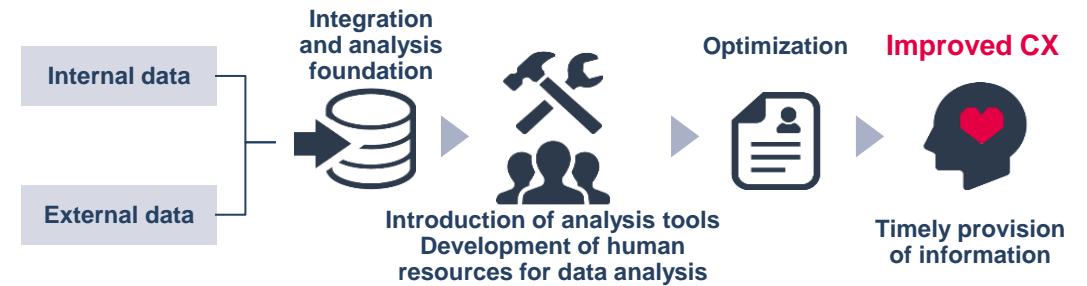 Internal data
External data
Integration
and analysis
foundation
Introduction of analysis tools
Development of human
resources for data analysis
Optimization
Improved CX
Timely provision
of information